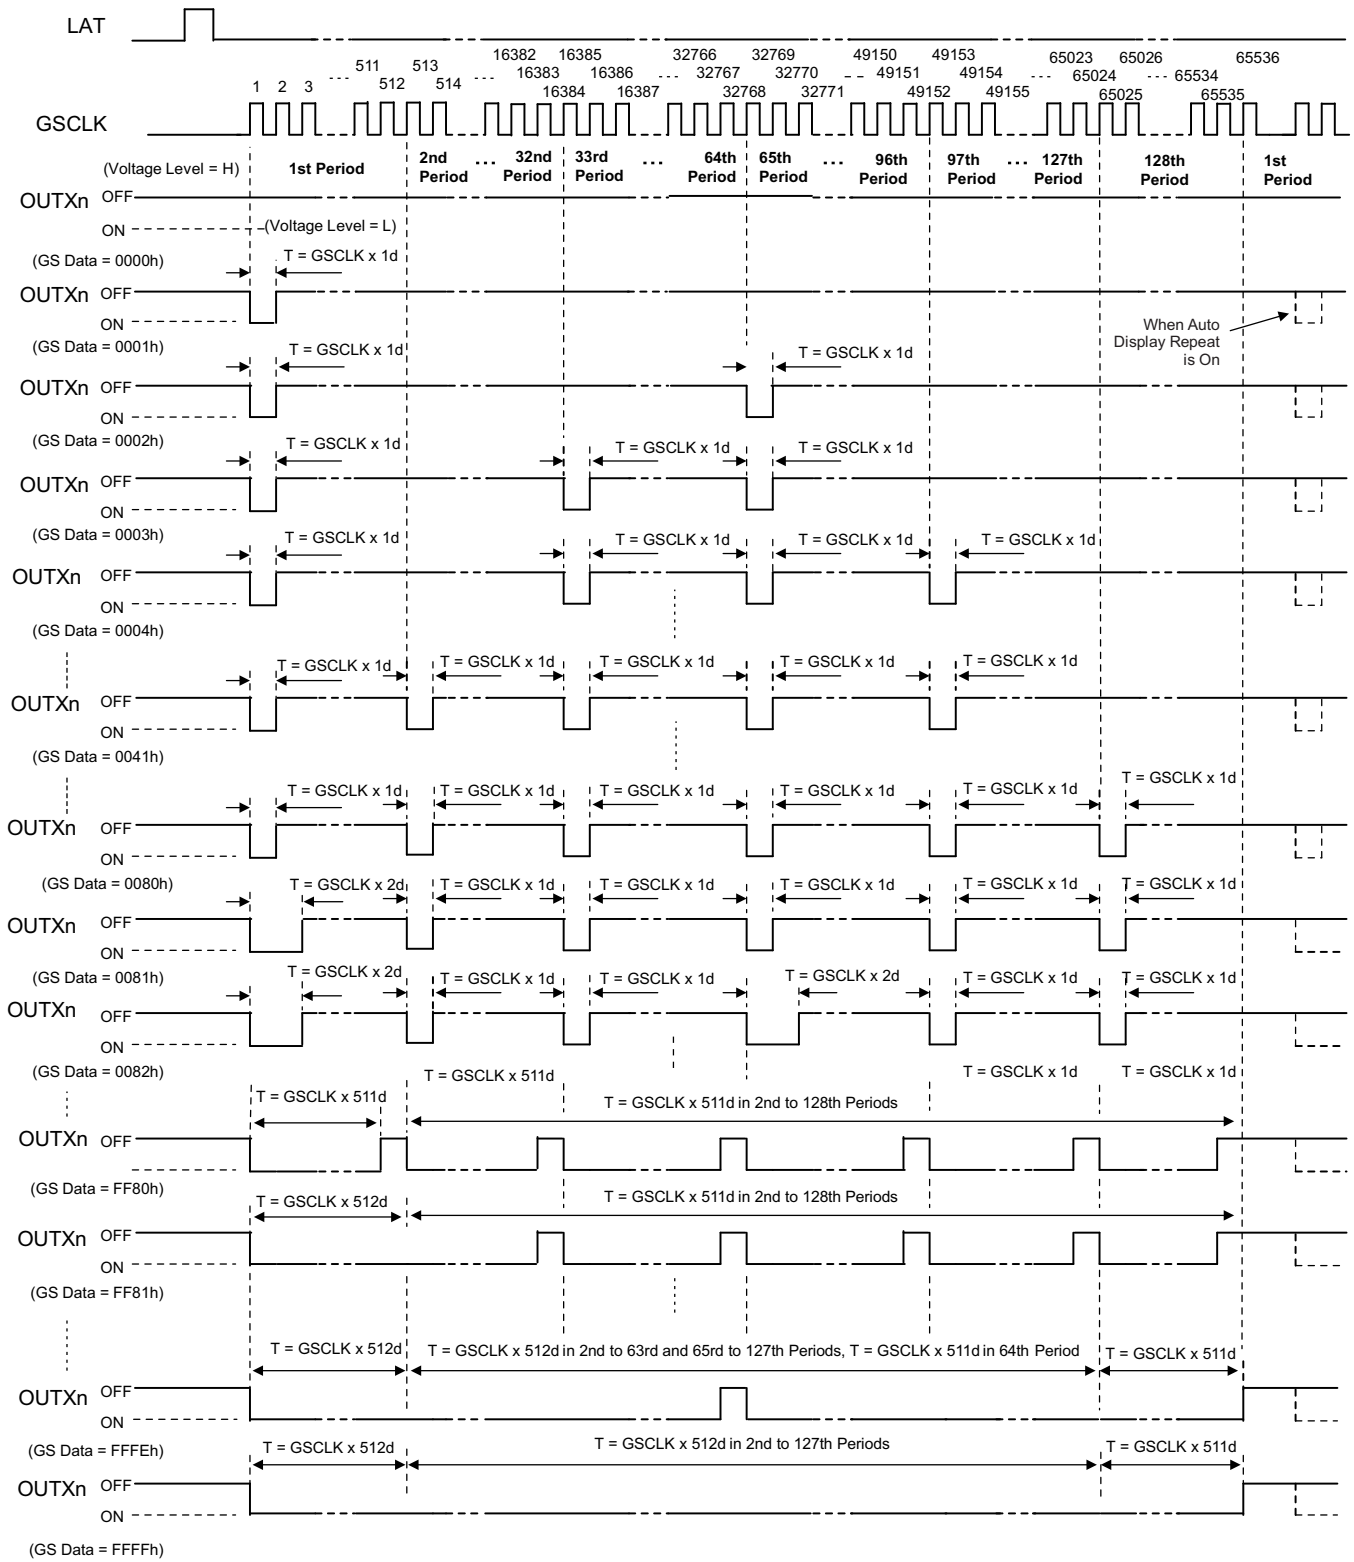 LAT
16382 16385 32766 32769 49150 49153 65023 65026 65536
511 513 ... 16383 16386 ... 32767 32770 49151 49154 65024 ... 65534
1 2 3 ... 512 514 16384 16387 32768 32771 49152 49155 65025 65535
GSCLK
(Voltage Level = H) 1st Period 2nd Period ... 32nd Period 33rd Period ... 64th Period 65th Period ... 96th Period 97th Period ... 127th Period 128th Period 1st Period
OUTXn OFF
ON (Voltage Level = L)
(GS Data = 0000h) T = GSCLK x 1d
OUTXn OFF
ON When Auto Display Repeat is On
(GS Data = 0001h) T = GSCLK x 1d T = GSCLK x 1d
OUTXn OFF
ON
(GS Data = 0002h) T = GSCLK x 1d T = GSCLK x 1d T = GSCLK x 1d
OUTXn OFF
ON
(GS Data = 0003h) T = GSCLK x 1d T = GSCLK x 1d T = GSCLK x 1d T = GSCLK x 1d
OUTXn OFF
ON
(GS Data = 0004h)
T = GSCLK x 1d T = GSCLK x 1d T = GSCLK x 1d T = GSCLK x 1d T = GSCLK x 1d
OUTXn OFF
ON
(GS Data = 0041h)
T = GSCLK x 1d T = GSCLK x 1d T = GSCLK x 1d T = GSCLK x 1d T = GSCLK x 1d T = GSCLK x 1d
OUTXn OFF
ON
(GS Data = 0080h) T = GSCLK x 2d T = GSCLK x 1d T = GSCLK x 1d T = GSCLK x 1d T = GSCLK x 1d T = GSCLK x 1d
OUTXn OFF
ON
(GS Data = 0081h) T = GSCLK x 2d T = GSCLK x 1d T = GSCLK x 1d T = GSCLK x 2d T = GSCLK x 1d T = GSCLK x 1d
OUTXn OFF
ON
(GS Data = 0082h) T = GSCLK x 511d T = GSCLK x 1d T = GSCLK x 1d
T = GSCLK x 511d T = GSCLK x 511d in 2nd to 128th Periods
OUTXn OFF
(GS Data = FF80h) T = GSCLK x 512d T = GSCLK x 511d in 2nd to 128th Periods
OUTXn OFF
ON
(GS Data = FF81h)
T = GSCLK x 512d T = GSCLK x 512d in 2nd to 63rd and 65rd to 127th Periods, T = GSCLK x 511d in 64th Period T = GSCLK x 511d
OUTXn OFF
ON
(GS Data = FFFEh) T = GSCLK x 512d T = GSCLK x 512d in 2nd to 127th Periods T = GSCLK x 511d
OUTXn OFF
ON
(GS Data = FFFFh)